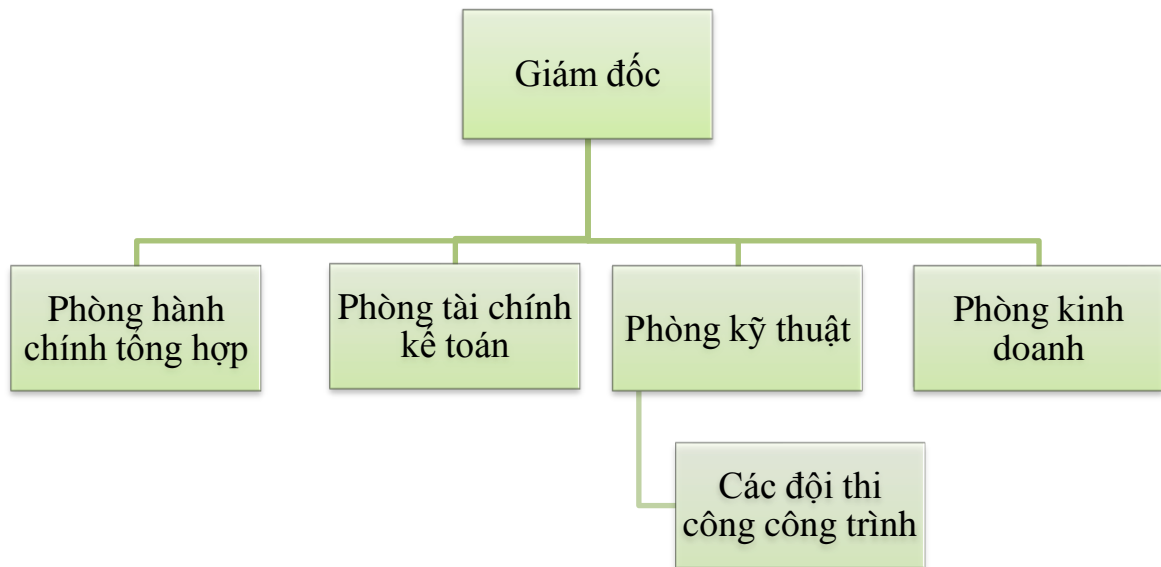 Giám đốc
Phòng hành
chính tổng hợp
Phòng tài chính
kế toán
Phòng kỹ thuật
Phòng kinh
doanh
Các đội thi
công công trình